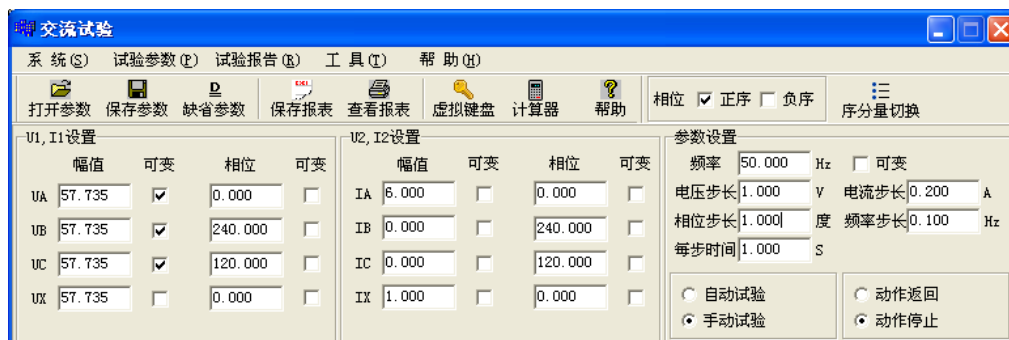 交流试验
系 统(S) 试验参数(P) 试验报告(R) 工 具(T) 帮 助(H)
打开参数 保存参数 缺省参数 保存报表 查看报表 虚拟键盘 计算器 帮助 相位 正序 负序 序分量切换
U1,I1设置 U2,I2设置 参数设置
幅值 可变 相位 可变 幅值 可变 相位 可变 频率 50.000 Hz 可变
UA 57.735 0.000 IA 6.000 0.000 电压步长 1.000 V 电流步长 0.200 A
UB 57.735 240.000 IB 0.000 240.000 相位步长 1.000 度 频率步长 0.100 Hz
UC 57.735 120.000 IC 0.000 120.000 每步时间 1.000 S
UX 57.735 0.000 IX 1.000 0.000 自动试验 动作返回
手动试验 动作停止